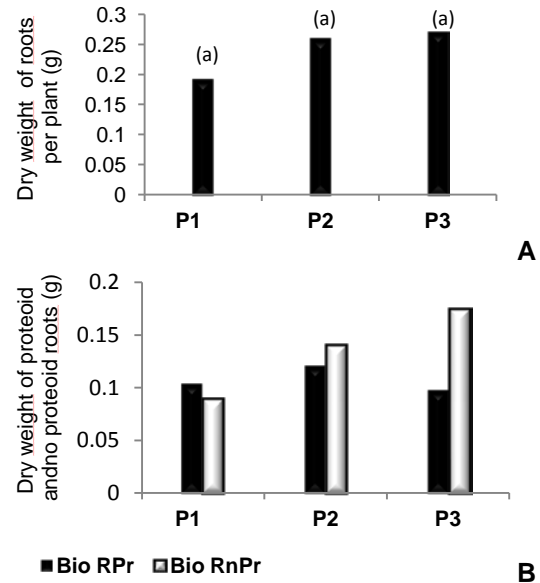 Dry weight of roots
per plant (g)
0.3
0.25
0.2
0.15
0.1
0.05
0
(a)
(a)
(a)
P1
P2
P3
A
Dry weight of proteoid
andno proteoid roots (g)
0.2
0.15
0.1
0.05
0
P1
P2
P3
Bio RPr
Bio RnPr
B